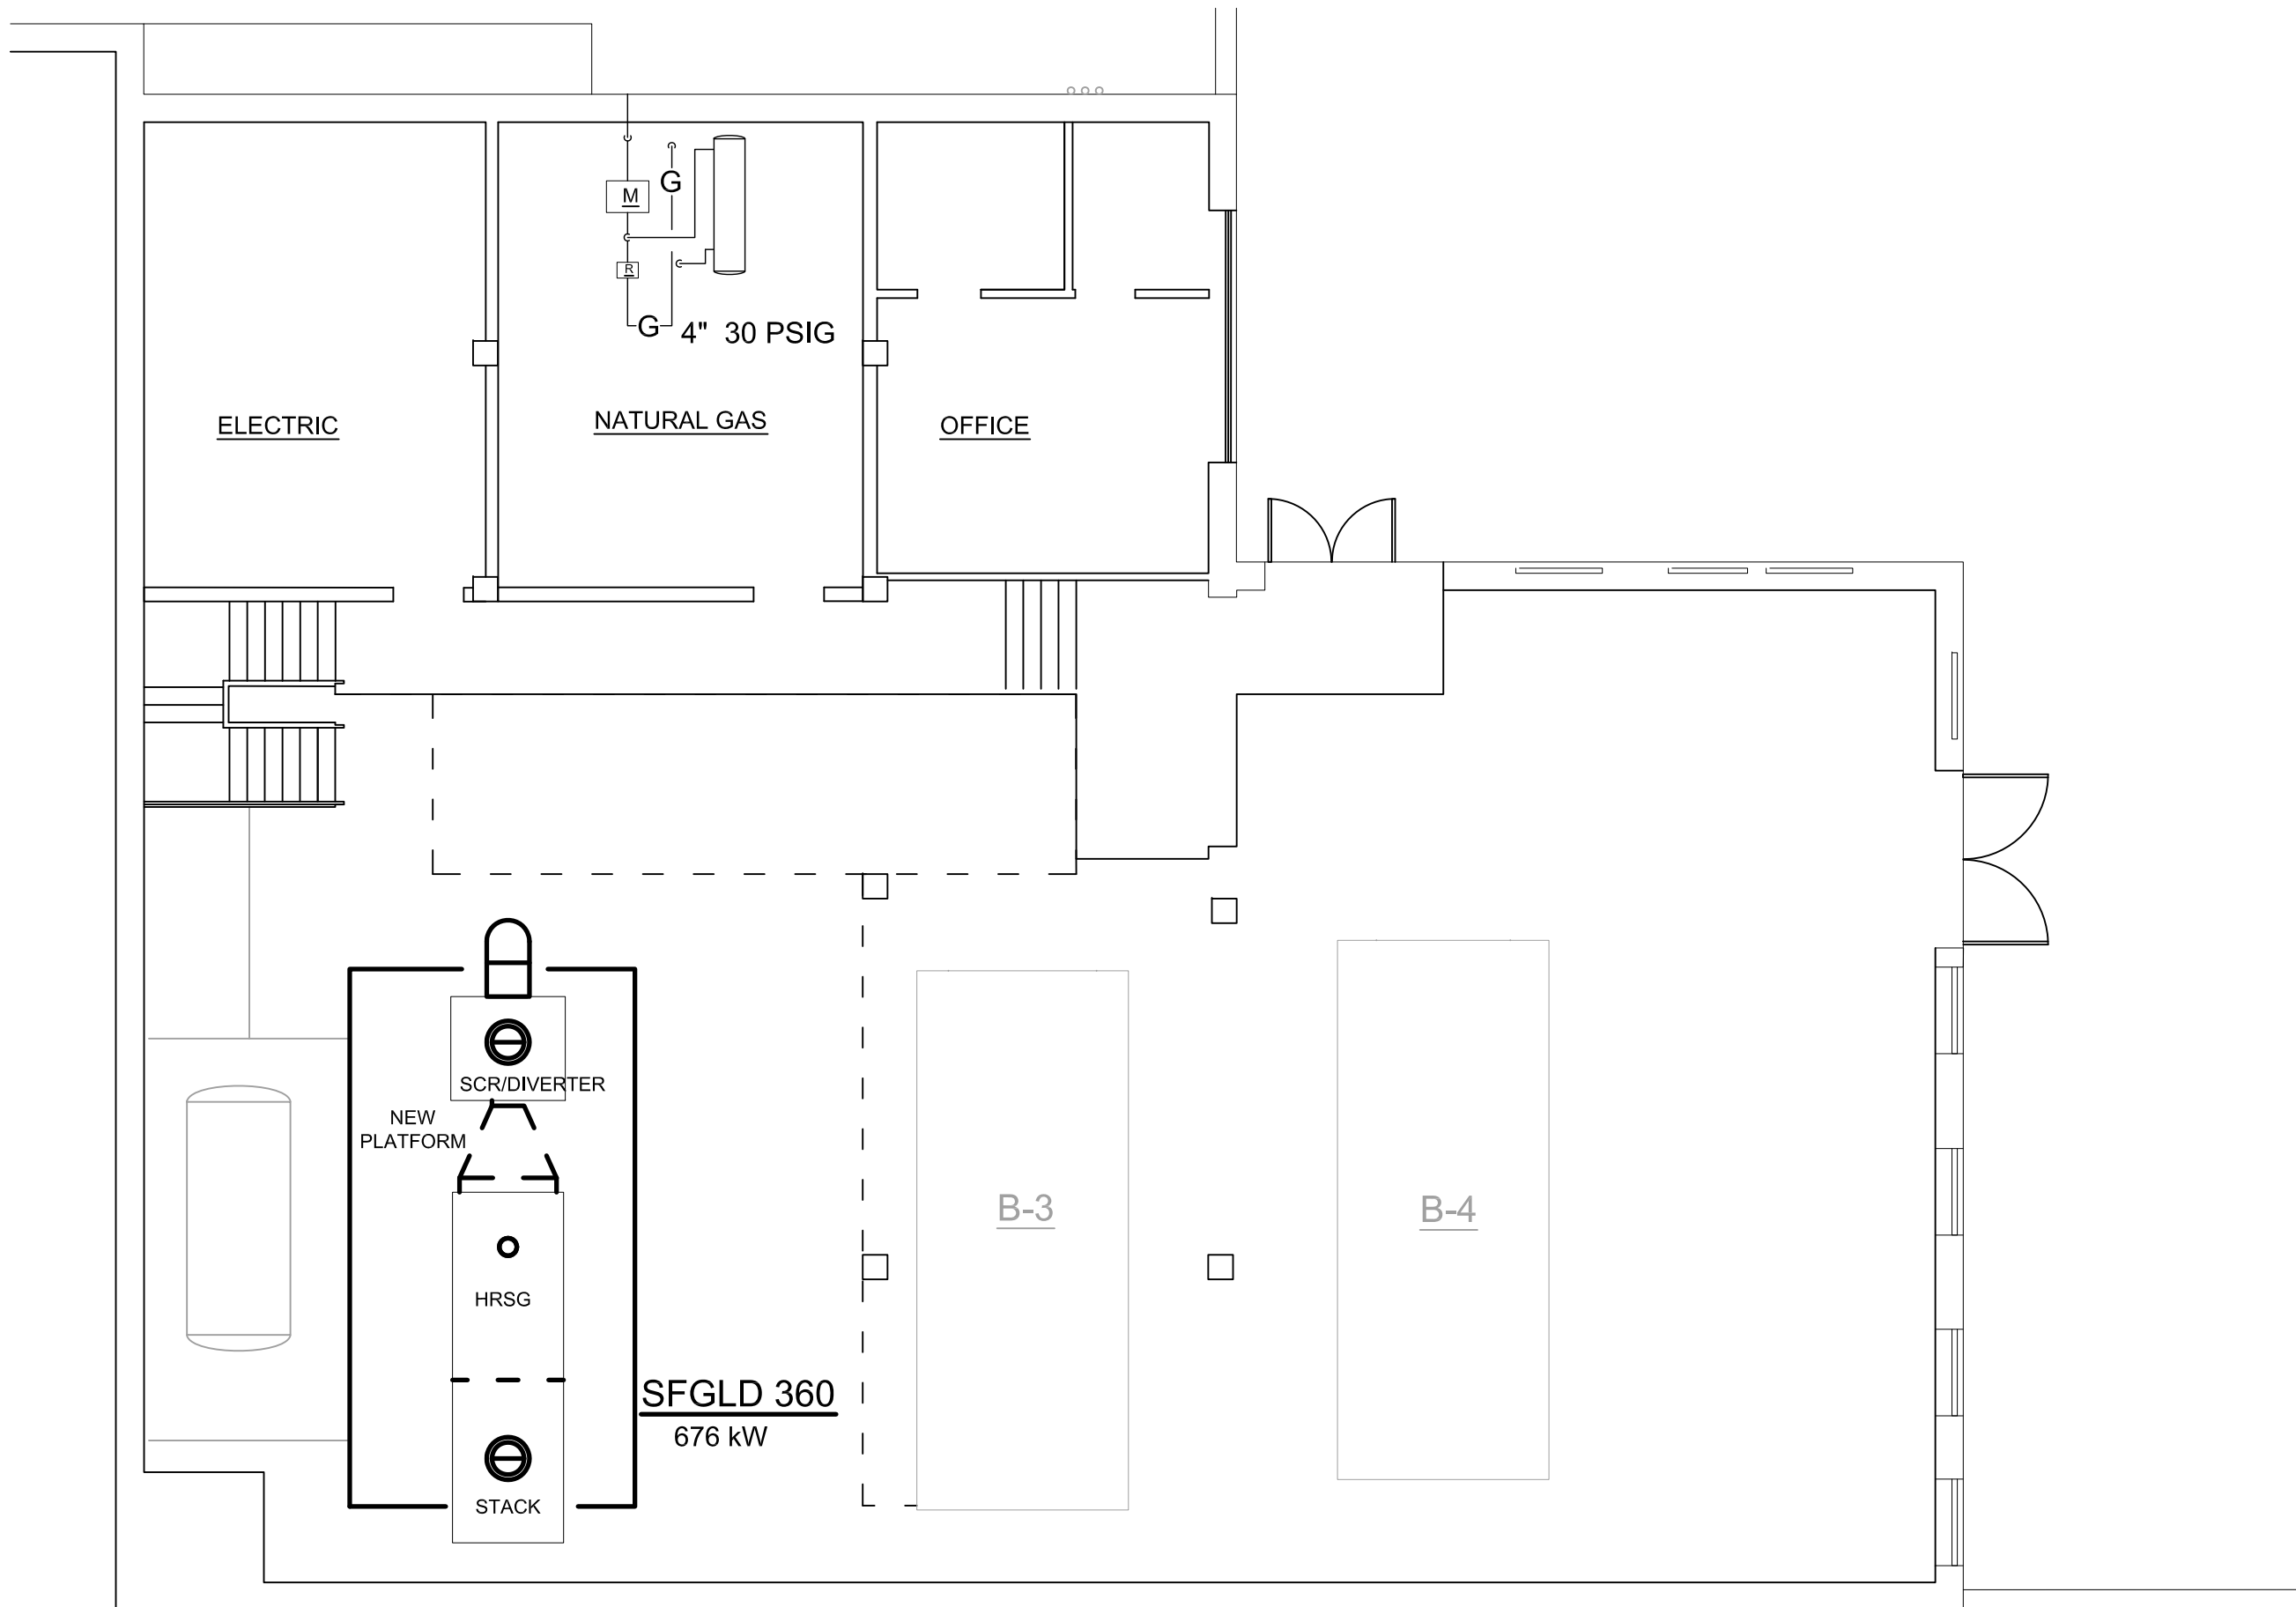 M
G
R
G 4" 30 PSIG
ELECTRIC
NATURAL GAS
OFFICE
SCR/DIVERTER
NEW
PLATFORM
B-3
B-4
HRSG
SFGLD 360
676 kW
STACK